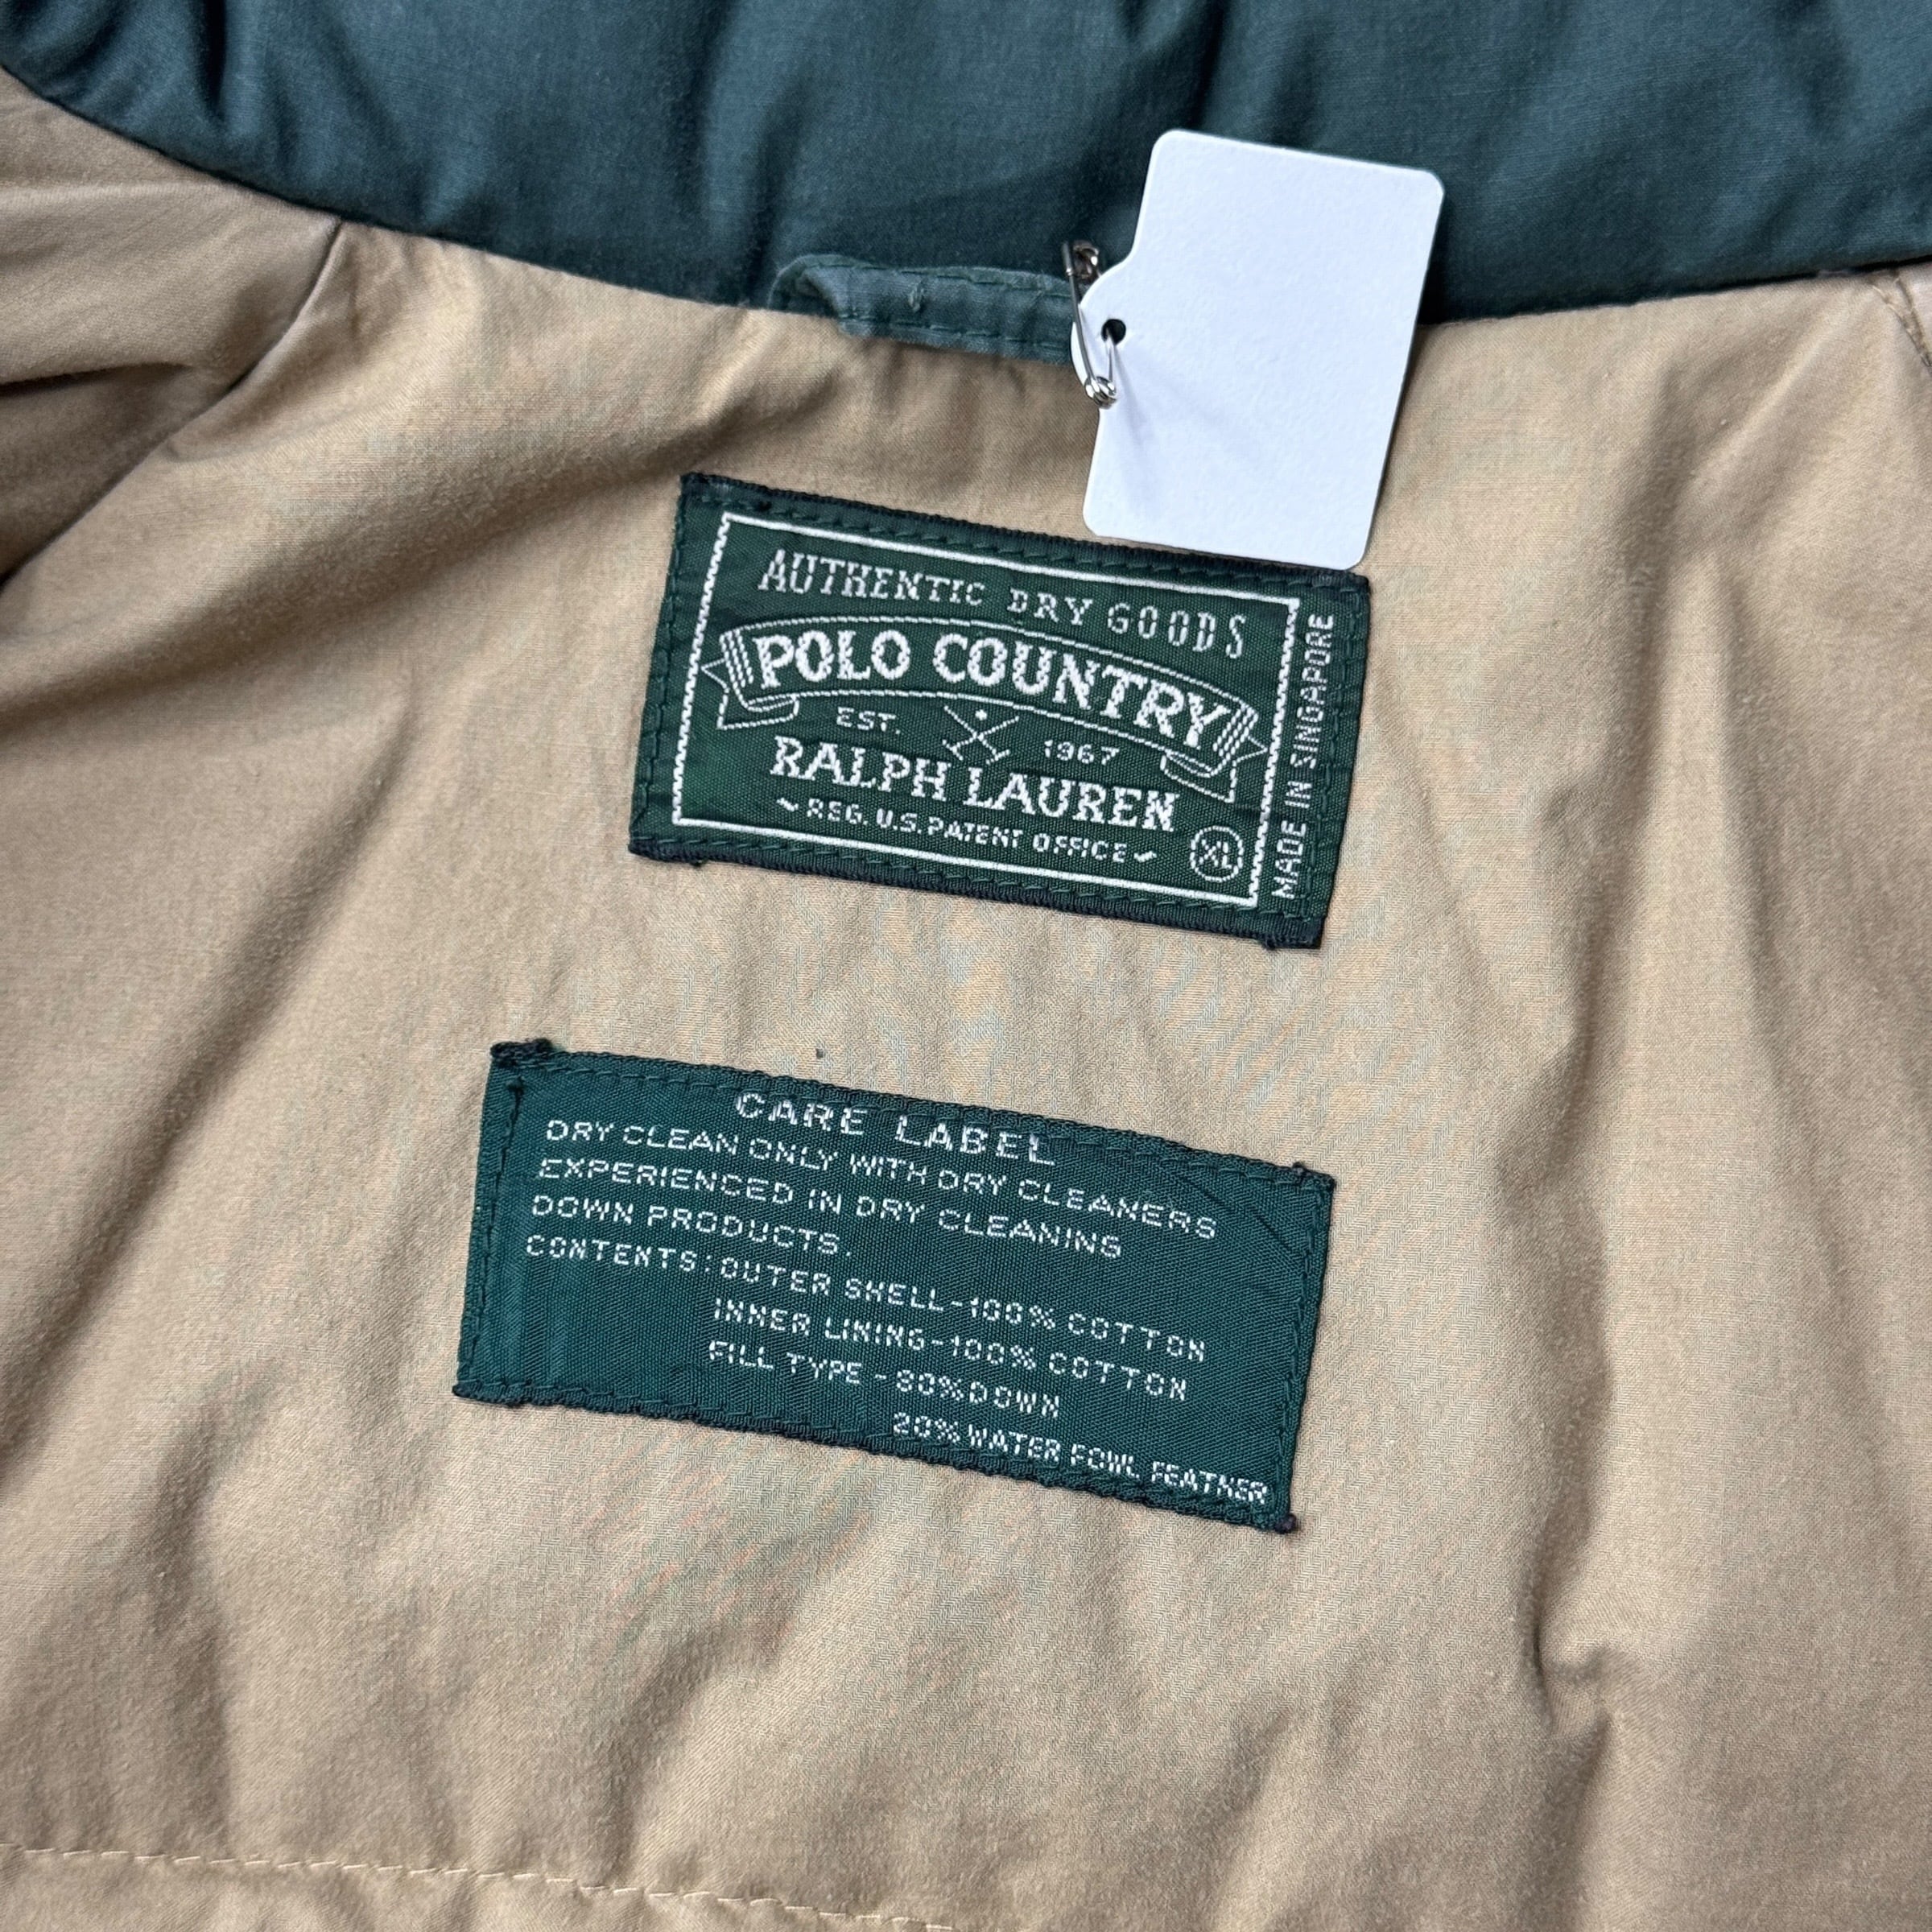 AUTHENTIC DRY GOODS
POLO COUNTRY
EST. 1967
RALPH LAUREN
REG. U.S. PATENT OFFICE
XL
MADE IN SINGAPORE
CARE LABEL
DRY CLEAN ONLY WITH DRY CLEANERS
EXPERIENCED IN DRY CLEANING
DOWN PRODUCTS.
CONTENTS: OUTER SHELL-100% COTTON
INNER LINING-100% COTTON
FILL TYPE - 80% DOWN
20% WATER FOWL FEATHER